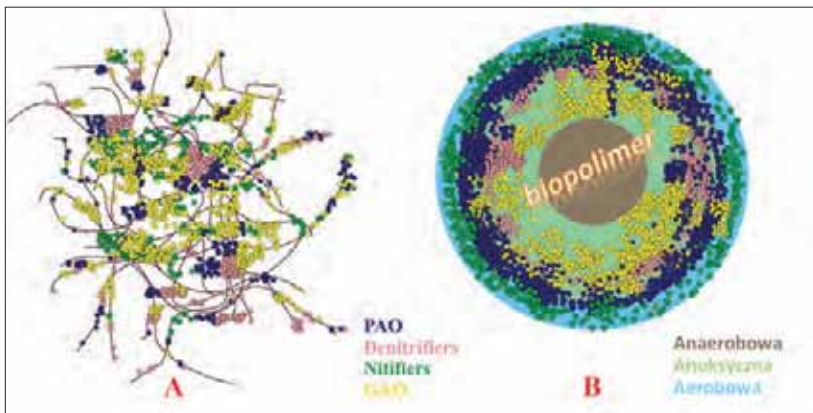 biopolimer
PAO
Denitrifiers
Nitifiers
GAO
A
B
Anaerobowa
Anoksyczna
Aerobowa